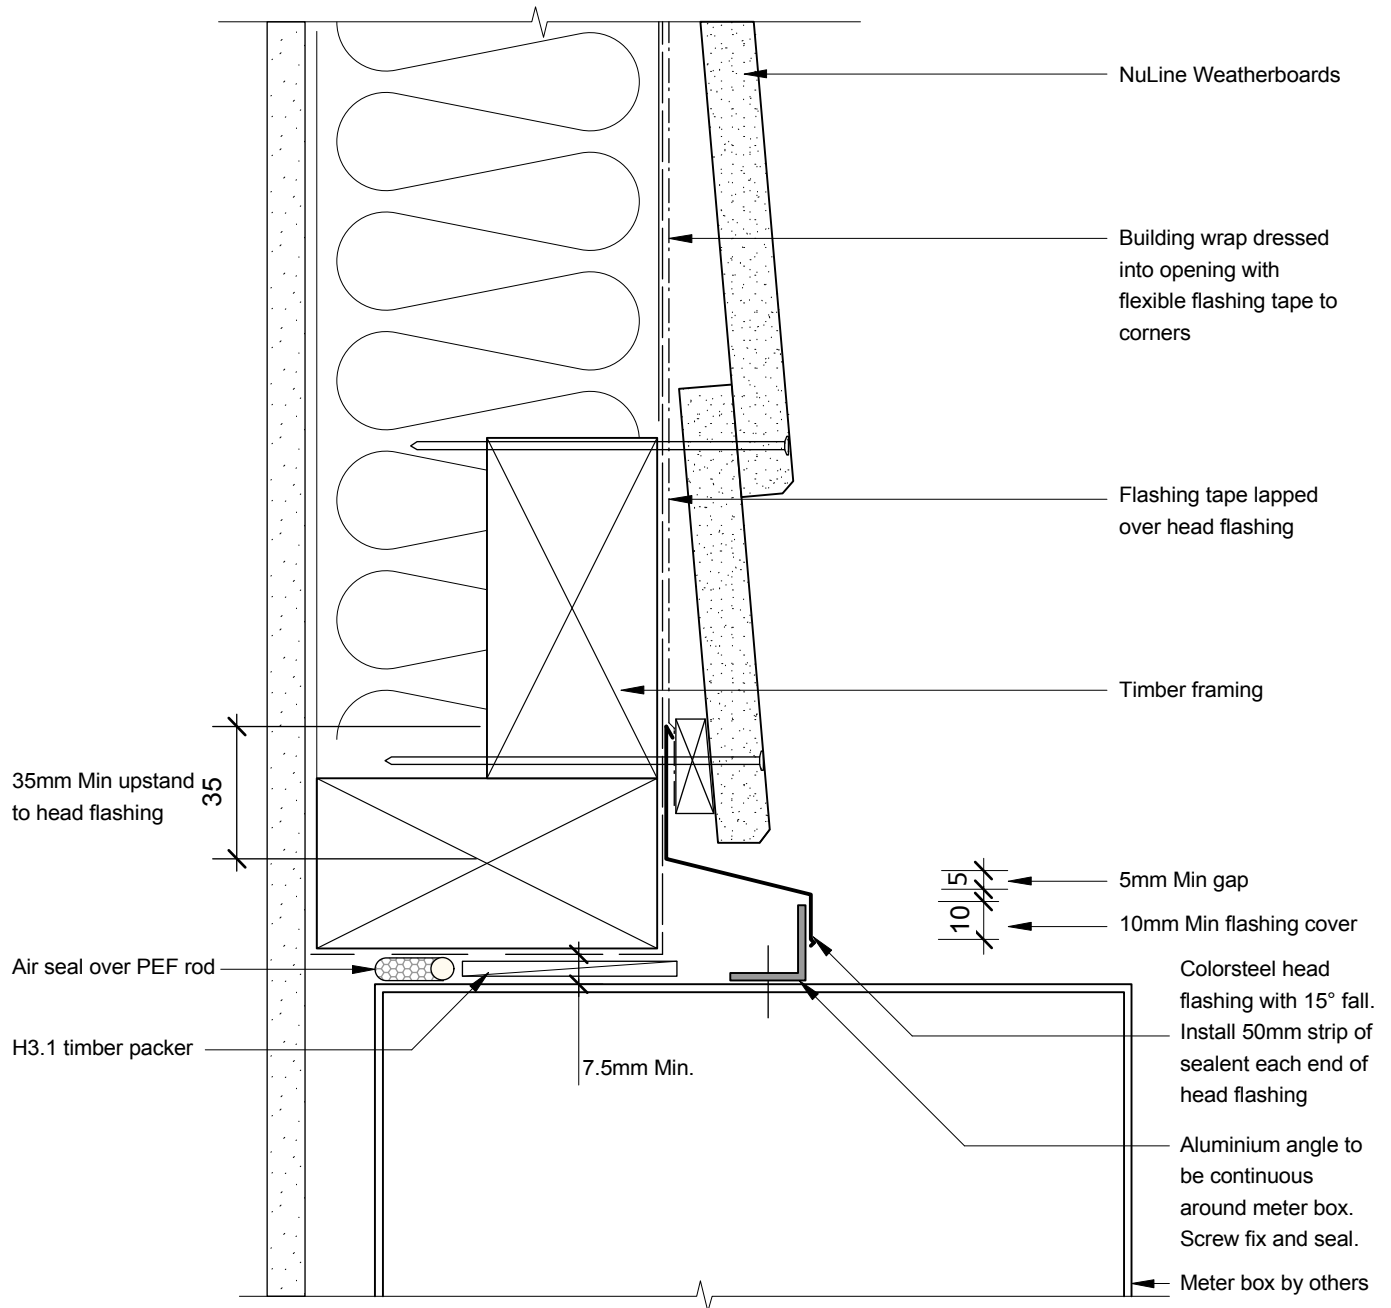 NuLine Weatherboards
Building wrap dressed
into opening with
flexible flashing tape to
corners
Flashing tape lapped
over head flashing
Timber framing
35mm Min upstand
to head flashing
35
5
5mm Min gap
10
10mm Min flashing cover
Air seal over PEF rod
H3.1 timber packer
7.5mm Min.
Colorsteel head
flashing with 15° fall.
Install 50mm strip of
sealent each end of
head flashing
Aluminium angle to
be continuous
around meter box.
Screw fix and seal.
Meter box by others